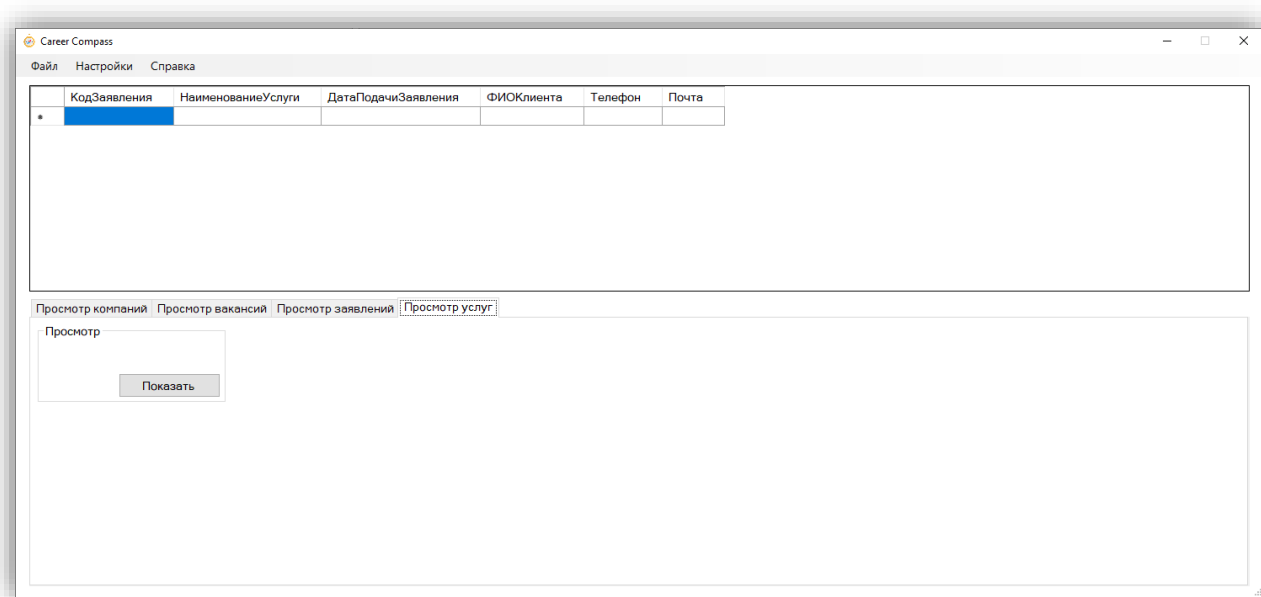 Career Compass
Файл Настройки Справка
КодЗаявления НаименованиеУслуги ДатаПодачиЗаявления ФИОКлиента Телефон Почта
Просмотр компаний Просмотр вакансий Просмотр заявлений Просмотр услуг
Просмотр
Показать